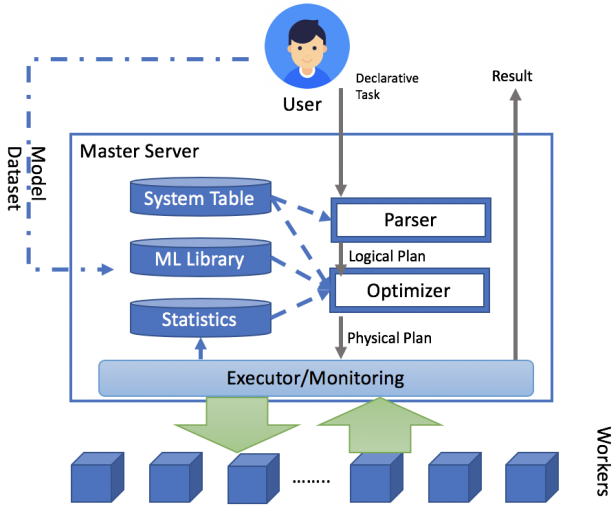 User
Declarative
Task
Result
Model
Dataset
Master Server
System Table
Parser
Logical Plan
ML Library
Optimizer
Statistics
Physical Plan
Executor/Monitoring
........
Workers